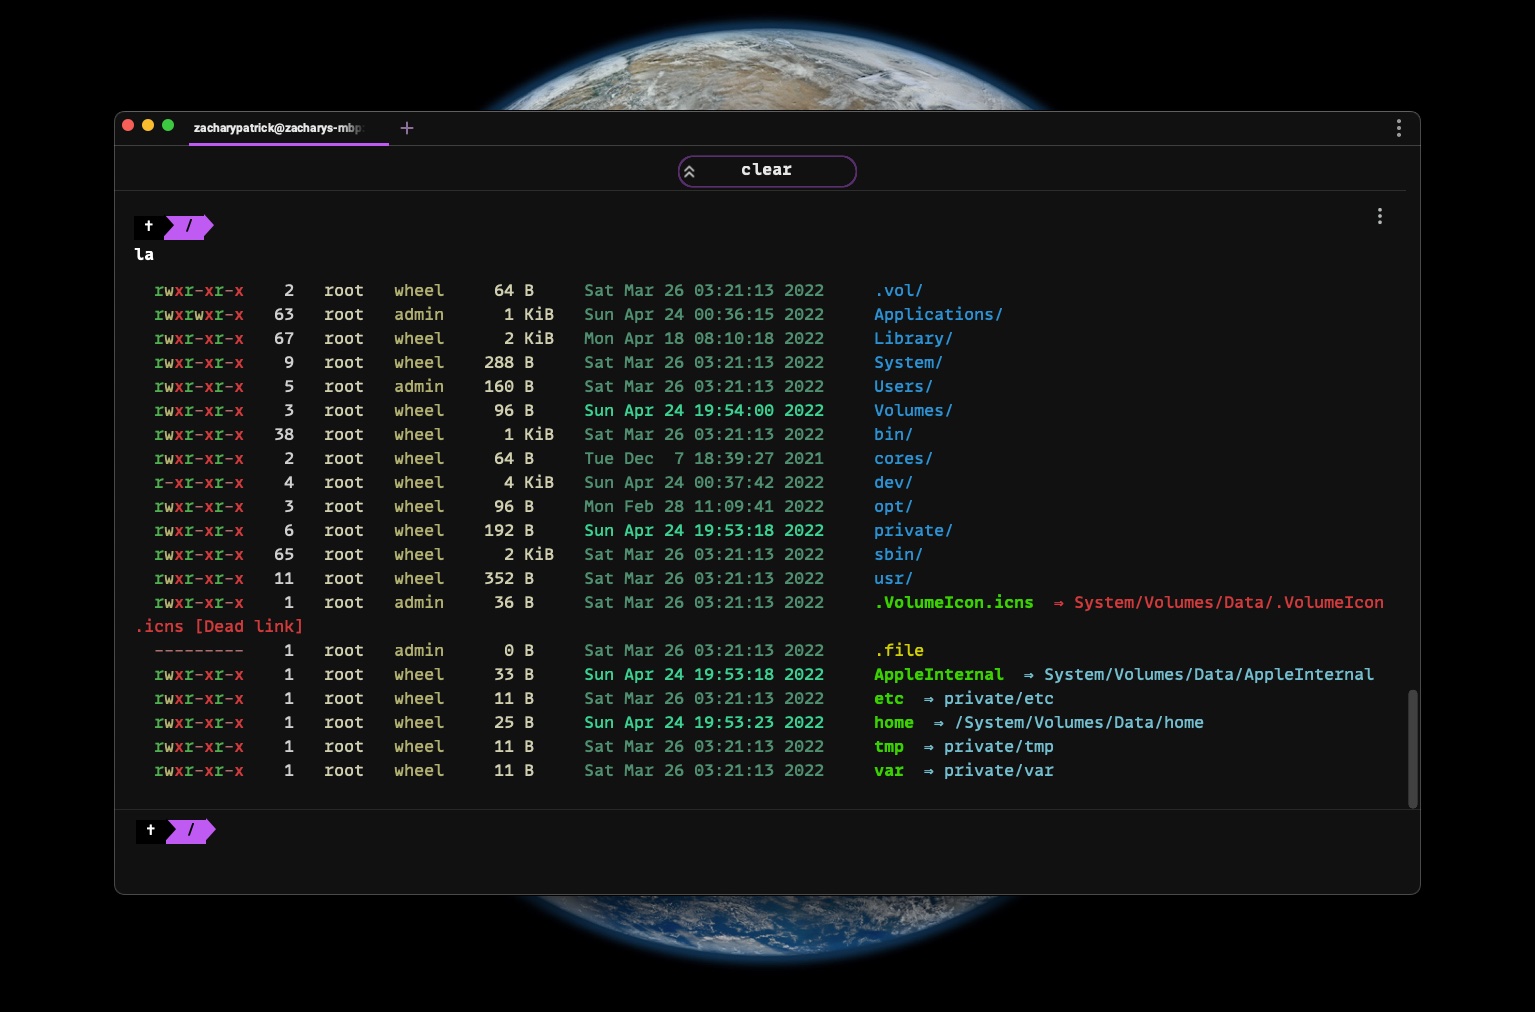 zacharypatrick@zacharys-mbp:
clear
✝ /
la
rwxr-xr-x 2 root wheel 64 B Sat Mar 26 03:21:13 2022 .vol/
rwxrwxr-x 63 root admin 1 KiB Sun Apr 24 00:36:15 2022 Applications/
rwxr-xr-x 67 root wheel 2 KiB Mon Apr 18 08:10:18 2022 Library/
rwxr-xr-x 9 root wheel 288 B Sat Mar 26 03:21:13 2022 System/
rwxr-xr-x 5 root admin 160 B Sat Mar 26 03:21:13 2022 Users/
rwxr-xr-x 3 root wheel 96 B Sun Apr 24 19:54:00 2022 Volumes/
rwxr-xr-x 38 root wheel 1 KiB Sat Mar 26 03:21:13 2022 bin/
rwxr-xr-x 2 root wheel 64 B Tue Dec 7 18:39:27 2021 cores/
r-xr-xr-x 4 root wheel 4 KiB Sun Apr 24 00:37:42 2022 dev/
rwxr-xr-x 3 root wheel 96 B Mon Feb 28 11:09:41 2022 opt/
rwxr-xr-x 6 root wheel 192 B Sun Apr 24 19:53:18 2022 private/
rwxr-xr-x 65 root wheel 2 KiB Sat Mar 26 03:21:13 2022 sbin/
rwxr-xr-x 11 root wheel 352 B Sat Mar 26 03:21:13 2022 usr/
rwxr-xr-x 1 root admin 36 B Sat Mar 26 03:21:13 2022 .VolumeIcon.icns ⇒ System/Volumes/Data/.VolumeIcon
.icns [Dead link]
--------- 1 root admin 0 B Sat Mar 26 03:21:13 2022 .file
rwxr-xr-x 1 root wheel 33 B Sun Apr 24 19:53:18 2022 AppleInternal ⇒ System/Volumes/Data/AppleInternal
rwxr-xr-x 1 root wheel 11 B Sat Mar 26 03:21:13 2022 etc ⇒ private/etc
rwxr-xr-x 1 root wheel 25 B Sun Apr 24 19:53:23 2022 home ⇒ /System/Volumes/Data/home
rwxr-xr-x 1 root wheel 11 B Sat Mar 26 03:21:13 2022 tmp ⇒ private/tmp
rwxr-xr-x 1 root wheel 11 B Sat Mar 26 03:21:13 2022 var ⇒ private/var
✝ /